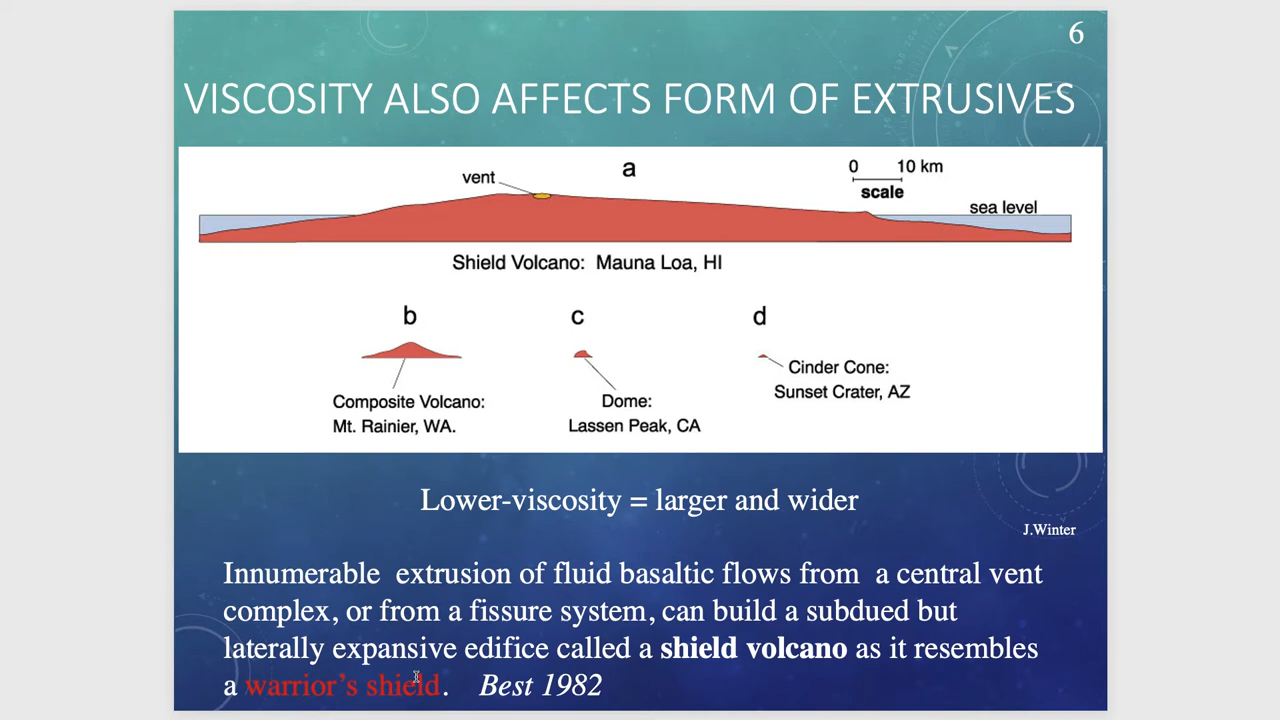 6
VISCOSITY ALSO AFFECTS FORM OF EXTRUSIVES
a
0 10 km
scale
vent
sea level
Shield Volcano: Mauna Loa, HI
b
c
d
Cinder Cone:
Sunset Crater, AZ
Composite Volcano:
Mt. Rainier, WA.
Dome:
Lassen Peak, CA
Lower-viscosity = larger and wider
J.Winter
Innumerable extrusion of fluid basaltic flows from a central vent
complex, or from a fissure system, can build a subdued but
laterally expansive edifice called a shield volcano as it resembles
a warrior's shield. Best 1982